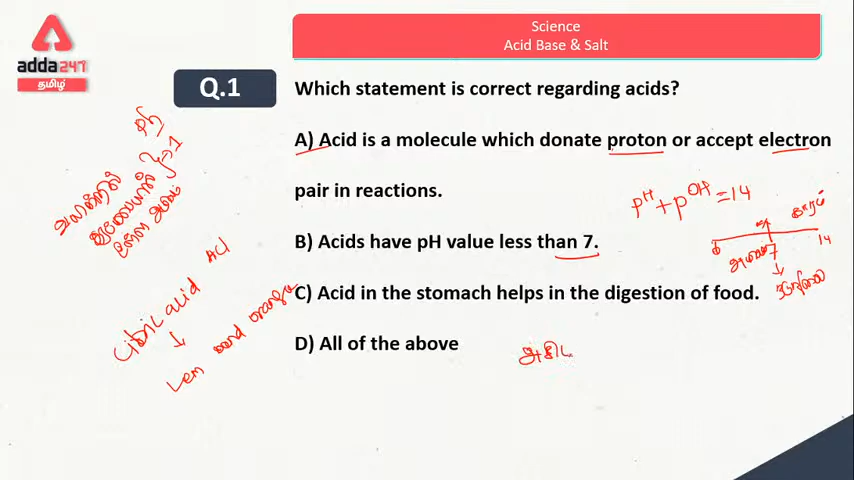 Science
Acid Base & Salt
adda247
தமிழ்
Q.1
Which statement is correct regarding acids?
A) Acid is a molecule which donate proton or accept electron
pair in reactions.
B) Acids have pH value less than 7.
C) Acid in the stomach helps in the digestion of food.
D) All of the above
pH + pOH = 14
14
7
citric acid
orange